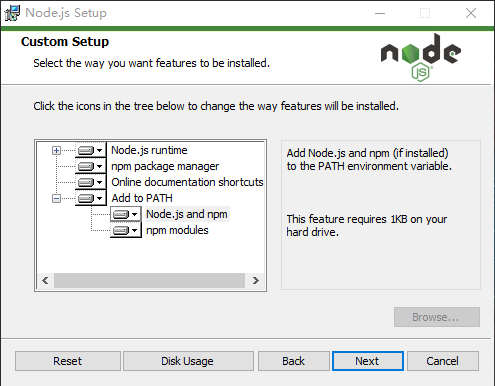 Node.js Setup
Custom Setup
Select the way you want features to be installed.
node
JS
Click the icons in the tree below to change the way features will be installed.
Node.js runtime
npm package manager
Online documentation shortcuts
Add to PATH
Node.js and npm
npm modules
Add Node.js and npm (if installed)
to the PATH environment variable.
This feature requires 1KB on your
hard drive.
Browse...
Reset
Disk Usage
Back
Next
Cancel